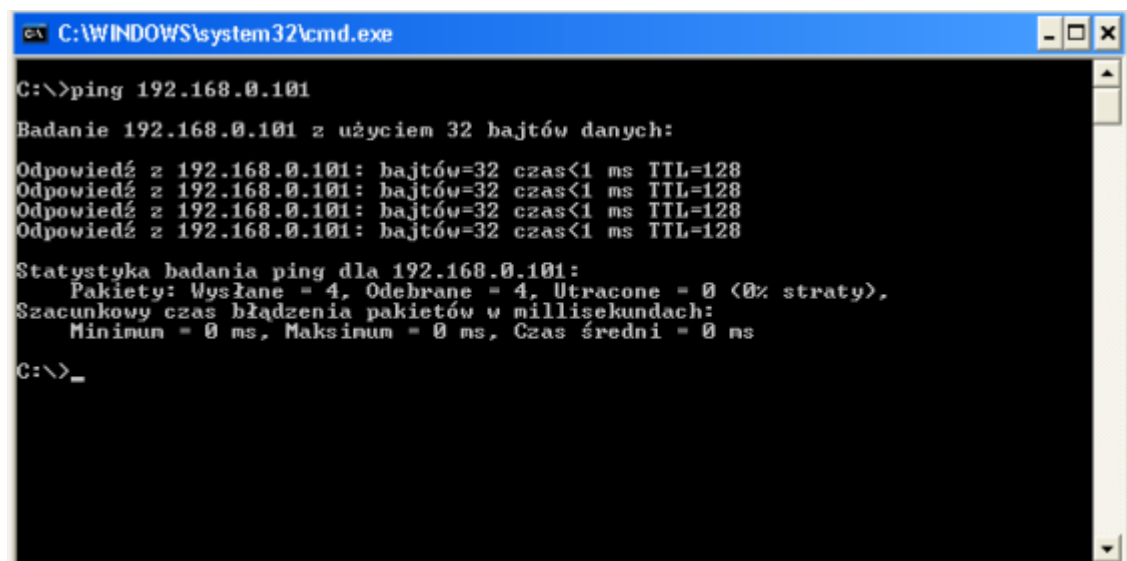 C:\WINDOWS\system32\cmd.exe
C:\>ping 192.168.0.101
Badanie 192.168.0.101 z użyciem 32 bajtów danych:
Odpowiedź z 192.168.0.101: bajtów=32 czas<1 ms TTL=128
Odpowiedź z 192.168.0.101: bajtów=32 czas<1 ms TTL=128
Odpowiedź z 192.168.0.101: bajtów=32 czas<1 ms TTL=128
Odpowiedź z 192.168.0.101: bajtów=32 czas<1 ms TTL=128
Statystyka badania ping dla 192.168.0.101:
Pakiety: Wysłane = 4, Odebrane = 4, Utracone = 0 (0% straty),
Szacunkowy czas błądzenia pakietów w millisekundach:
Minimum = 0 ms, Maksimum = 0 ms, Czas średni = 0 ms
C:\>_